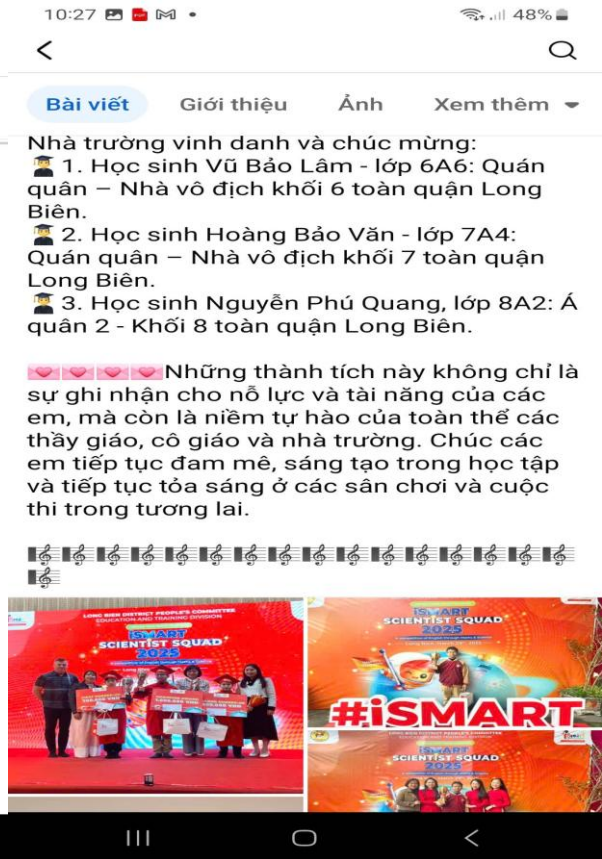 10:27
48%
Bài viết Giới thiệu Ảnh Xem thêm
Nhà trường vinh danh và chúc mừng:
1. Học sinh Vũ Bảo Lâm - lớp 6A6: Quán
quân – Nhà vô địch khối 6 toàn quận Long
Biên.
2. Học sinh Hoàng Bảo Văn - lớp 7A4:
Quán quân – Nhà vô địch khối 7 toàn quận
Long Biên.
3. Học sinh Nguyễn Phú Quang, lớp 8A2: Á
quân 2 - Khối 8 toàn quận Long Biên.
Những thành tích này không chỉ là
sự ghi nhận cho nỗ lực và tài năng của các
em, mà còn là niềm tự hào của toàn thể các
thầy giáo, cô giáo và nhà trường. Chúc các
em tiếp tục đam mê, sáng tạo trong học tập
và tiếp tục tỏa sáng ở các sân chơi và cuộc
thi trong tương lai.
LONG BIEN DISTRICT PEOPLE'S COMMITTEE
EDUCATION AND TRAINING DIVISION
iSMART
SCIENTIST SQUAD
2025
iSMART
SCIENTIST SQUAD
2025
#iSMART
iSMART
SCIENTIST SQUAD
2025